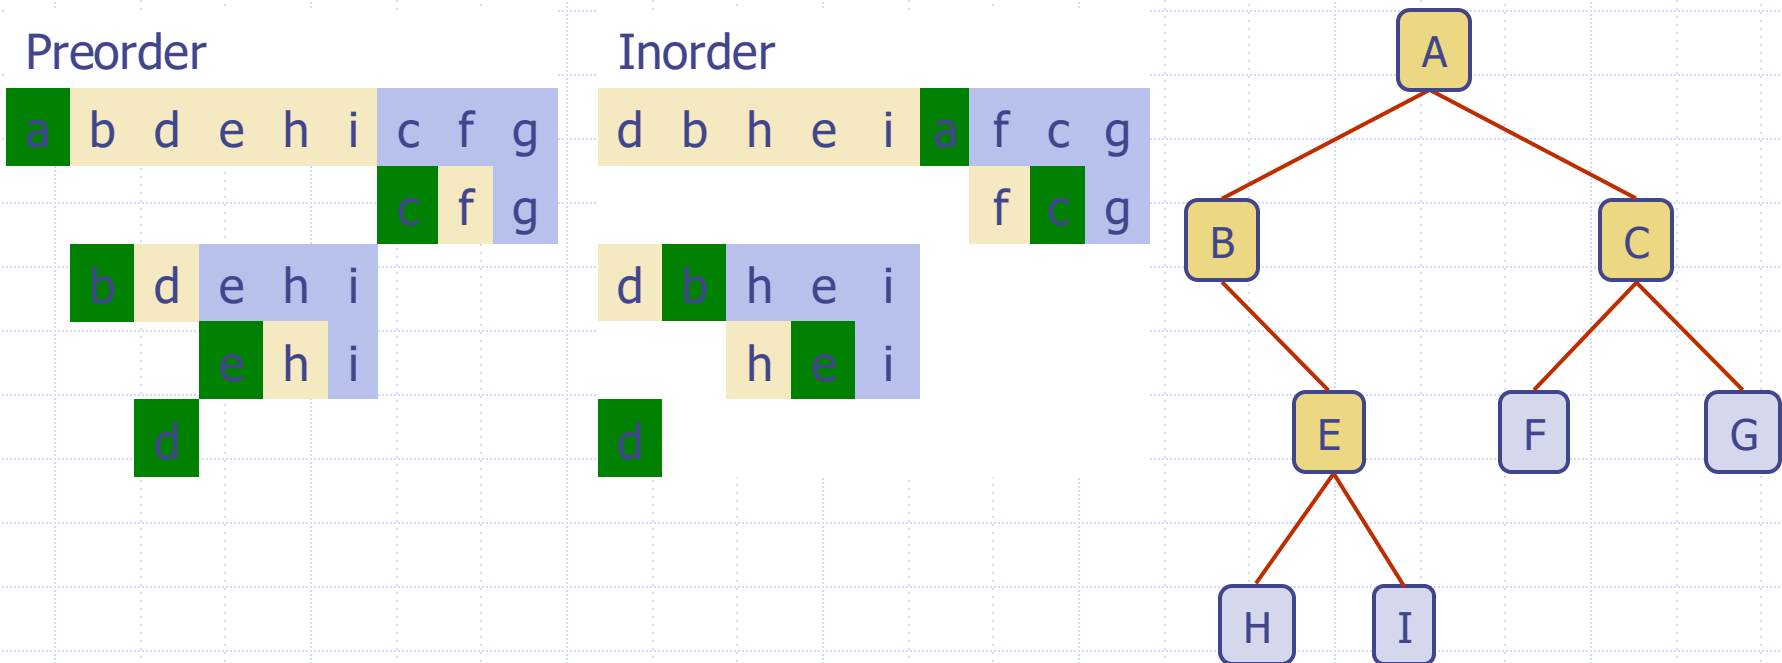 Preorder
a b d e h i c f g
c f g
b d e h i
e h i
d
Inorder
d b h e i a f c g
f c g
d b h e i
h e i
d
A
B C
E F G
H I